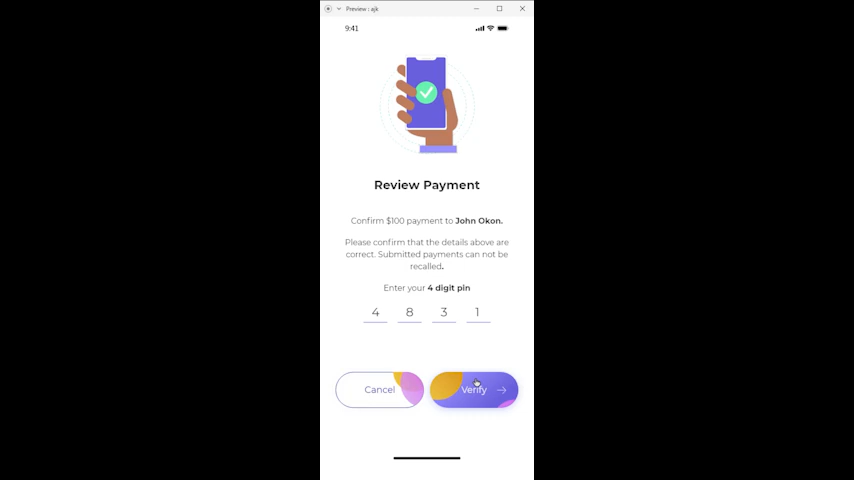 Preview : ajk
9:41
Review Payment
Confirm $100 payment to John Okon.
Please confirm that the details above are
correct. Submitted payments can not be
recalled.
Enter your 4 digit pin
4 8 3 1
Cancel Verify